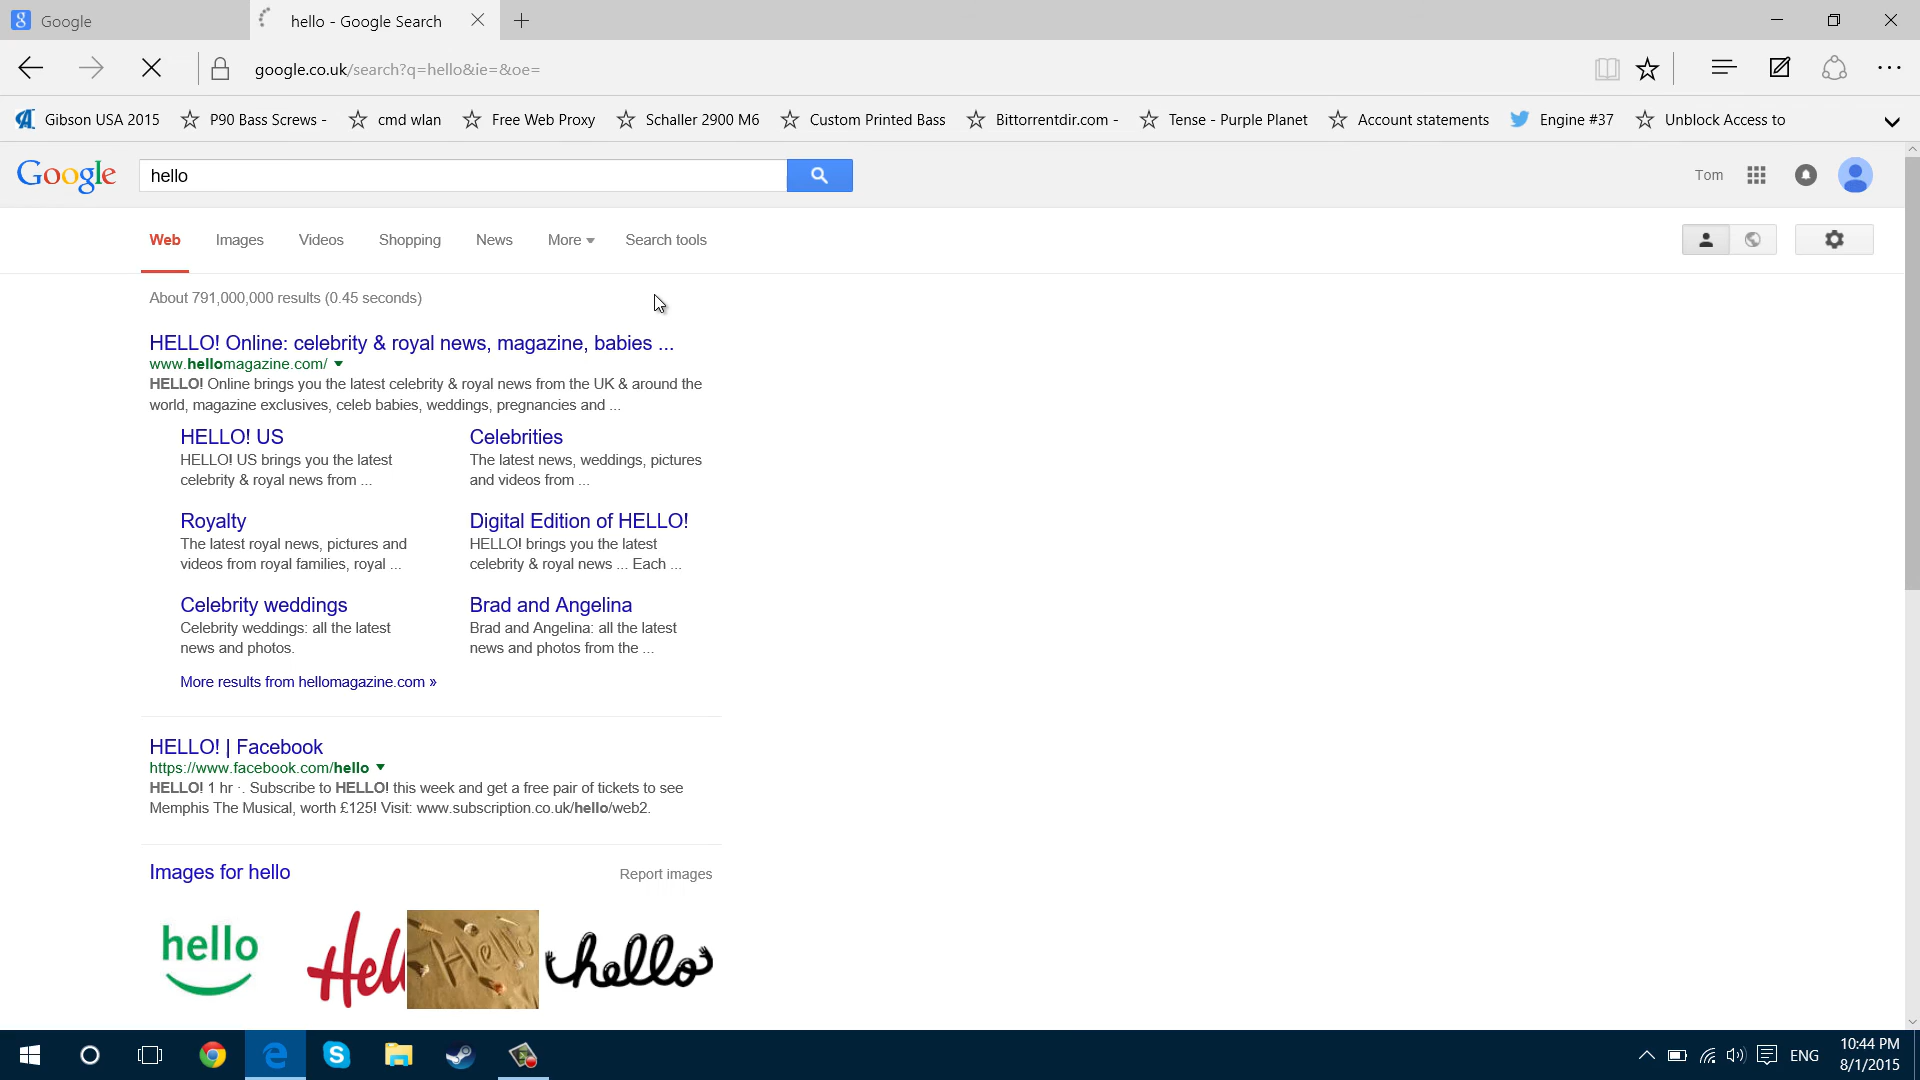 Google
hello - Google Search
google.co.uk/search?q=hello&ie=&oe=
Gibson USA 2015
P90 Bass Screws -
cmd wlan
Free Web Proxy
Schaller 2900 M6
Custom Printed Bass
Bittorrentdir.com -
Tense - Purple Planet
Account statements
Engine #37
Unblock Access to
Google
hello
Tom
Web
Images
Videos
Shopping
News
More
Search tools
About 791,000,000 results (0.45 seconds)
HELLO! Online: celebrity & royal news, magazine, babies ...
www.hellomagazine.com/
HELLO! Online brings you the latest celebrity & royal news from the UK & around the
world, magazine exclusives, celeb babies, weddings, pregnancies and ...
HELLO! US
HELLO! US brings you the latest
celebrity & royal news from ...
Celebrities
The latest news, weddings, pictures
and videos from ...
Royalty
The latest royal news, pictures and
videos from royal families, royal ...
Digital Edition of HELLO!
HELLO! brings you the latest
celebrity & royal news ... Each ...
Celebrity weddings
Celebrity weddings: all the latest
news and photos.
Brad and Angelina
Brad and Angelina: all the latest
news and photos from the ...
More results from hellomagazine.com »
HELLO! | Facebook
https://www.facebook.com/hello
HELLO! 1 hr ·. Subscribe to HELLO! this week and get a free pair of tickets to see
Memphis The Musical, worth £125! Visit: www.subscription.co.uk/hello/web2.
Images for hello
Report images
hello
Hell
Hello
hello
ENG
10:44 PM
8/1/2015